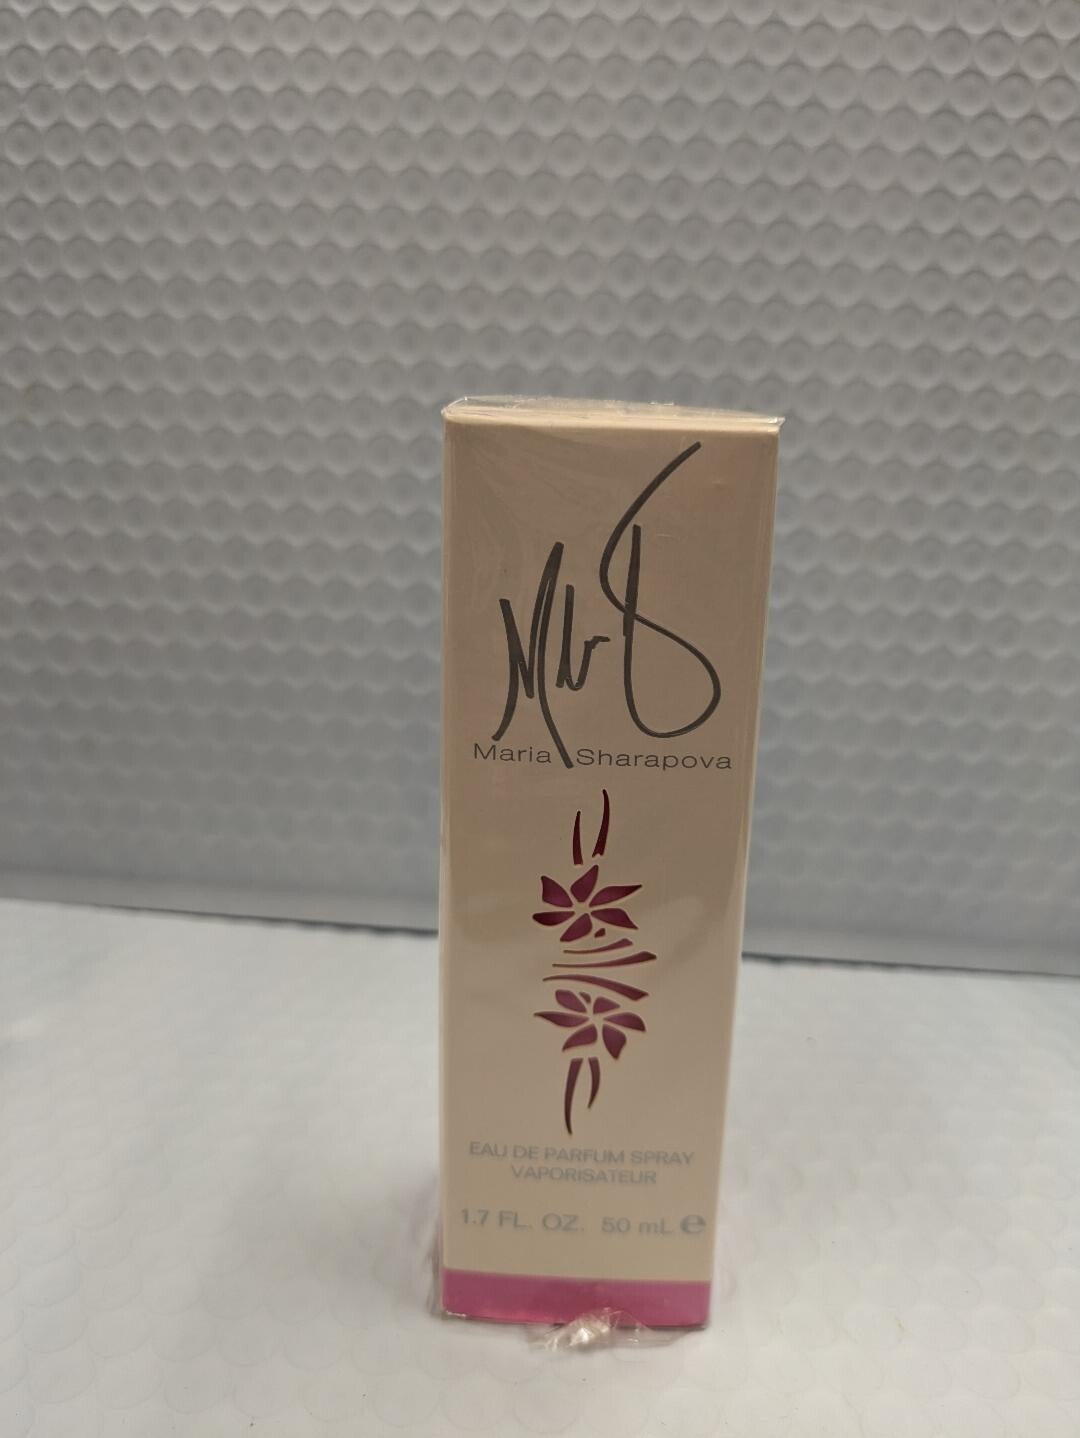 Maria Sharapova
EAU DE PARFUM SPRAY
VAPORISATEUR
1.7 FL. OZ. 50 mL ℮